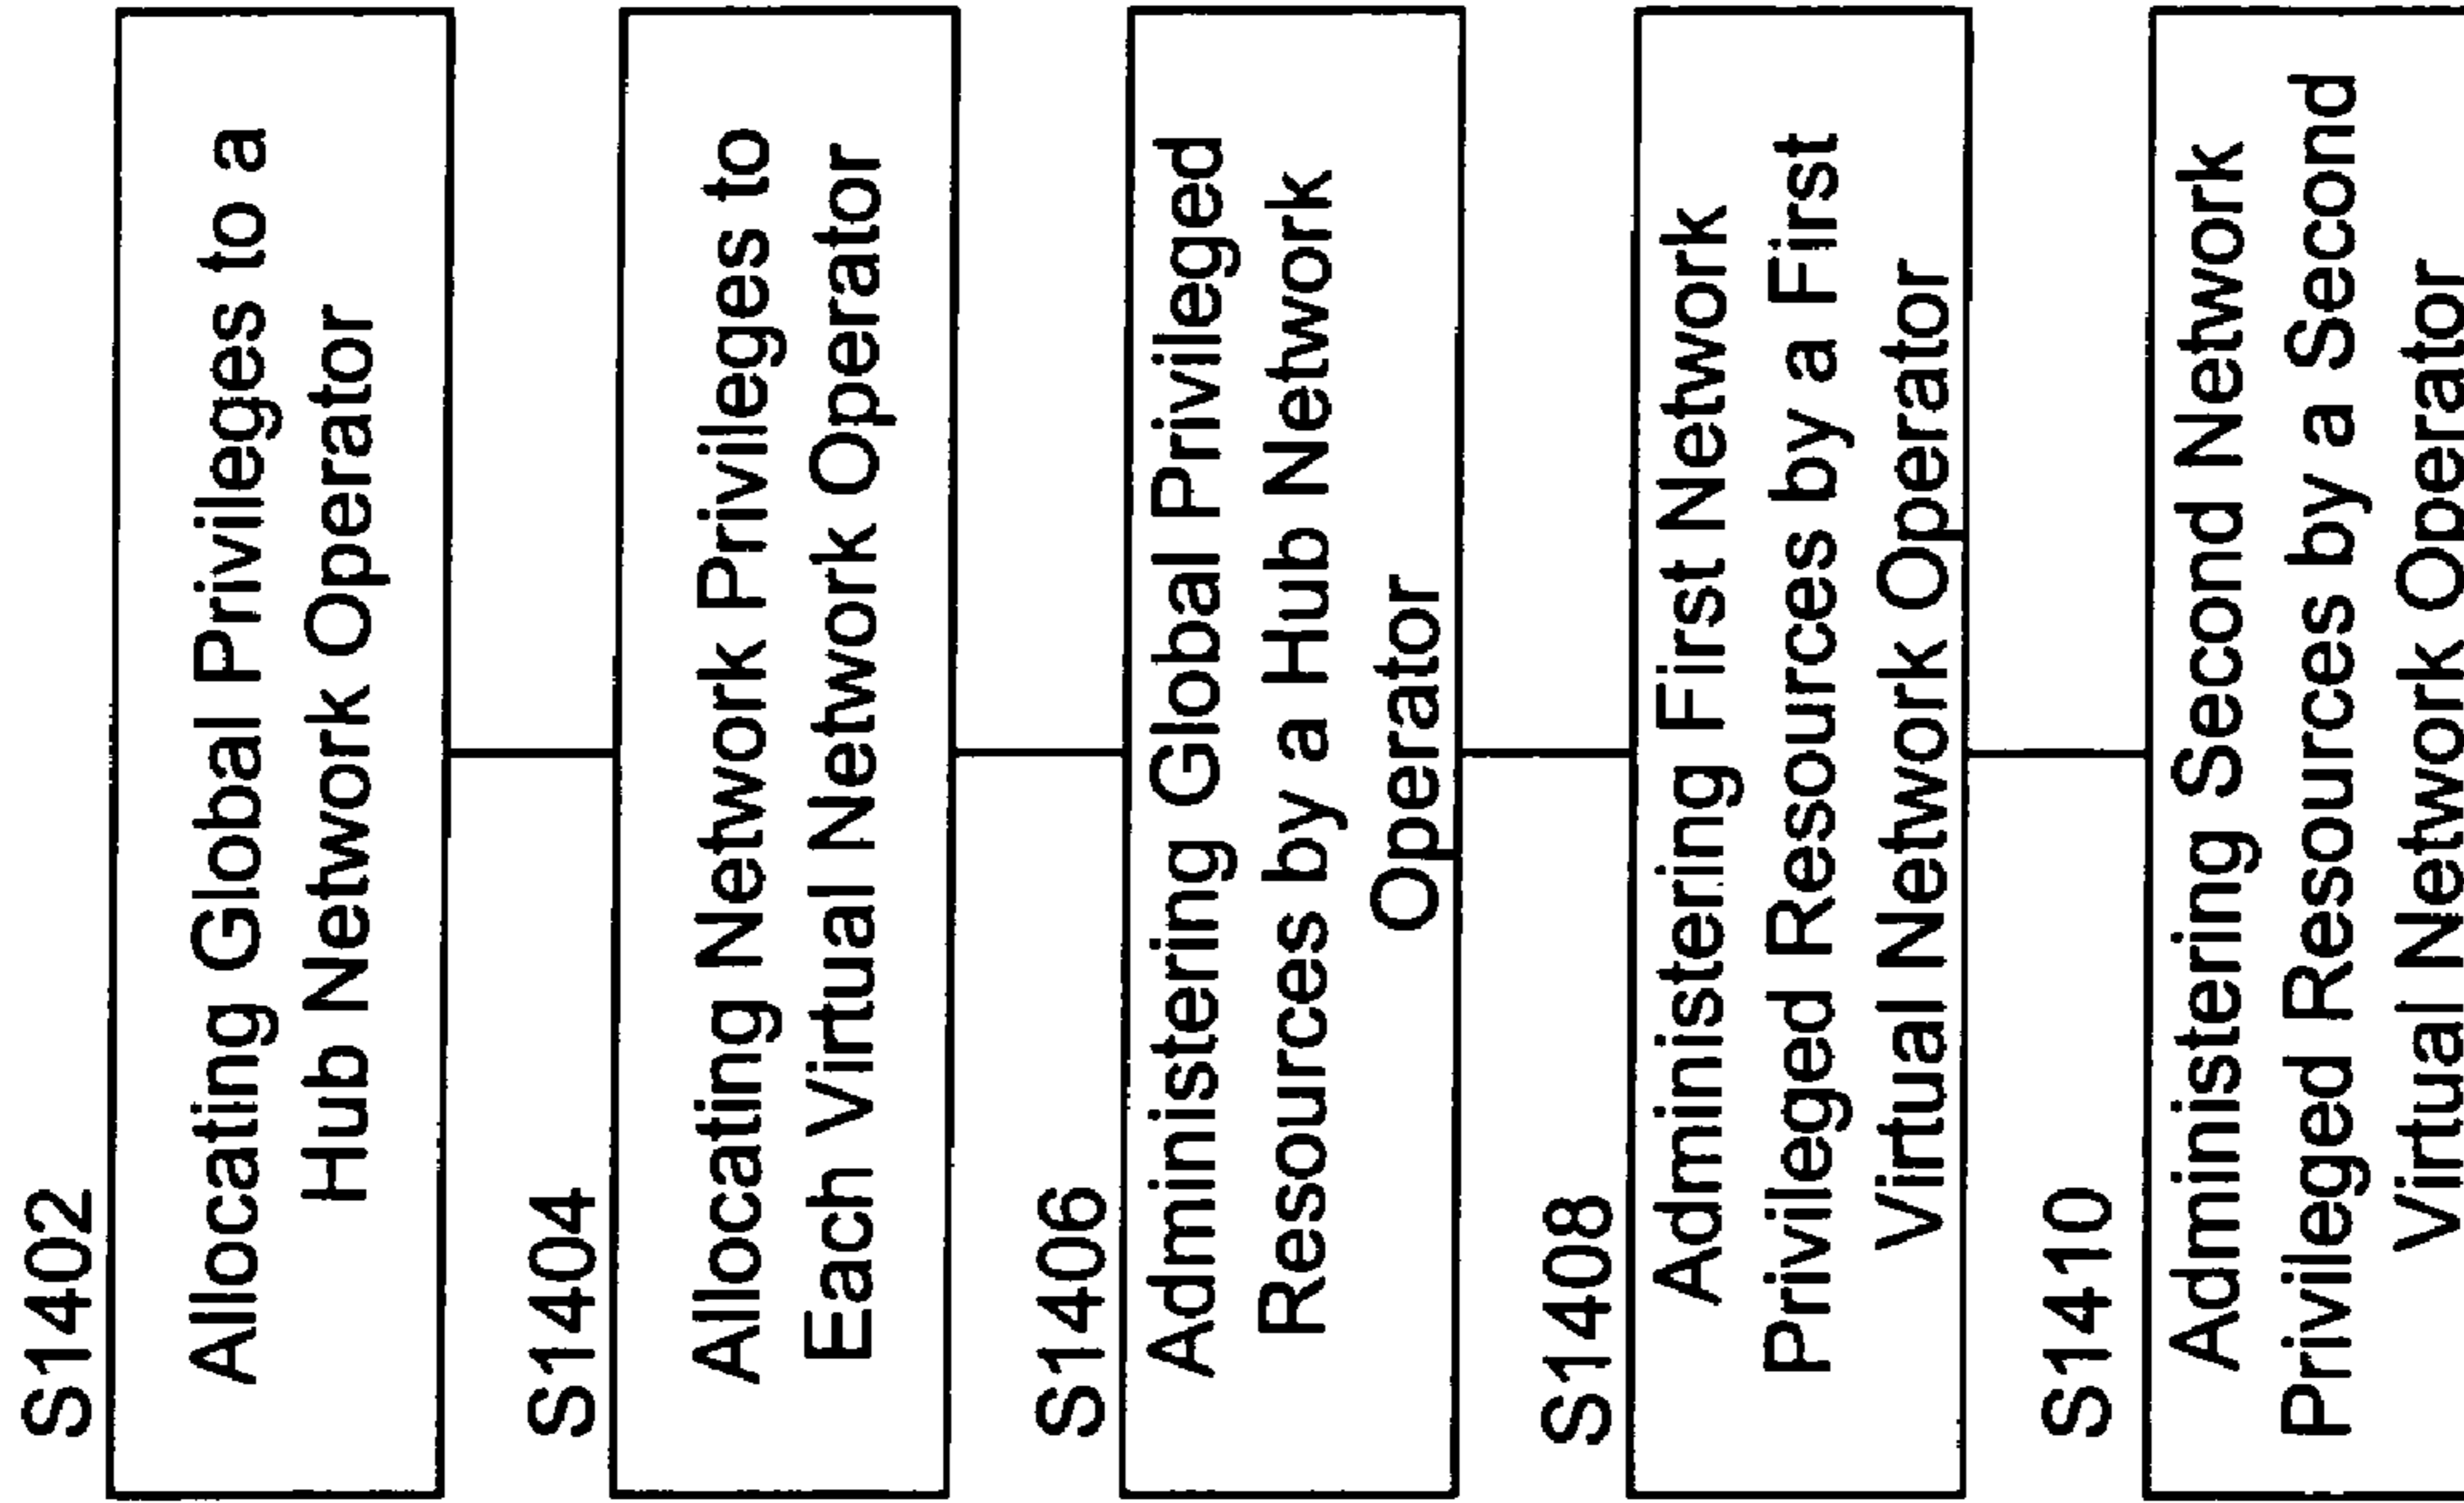 S1402
Allocating Global Privileges to a
Hub Network Operator
S1404
Allocating Network Privileges to
Each Virtual Network Operator
S1406
Administering Global Privileged
Resources by a Hub Network
Operator
S1408
Administering First Network
Privileged Resources by a First
Virtual Network Operator
S1410
Administering Second Network
Privileged Resources by a Second
Virtual Network Operator